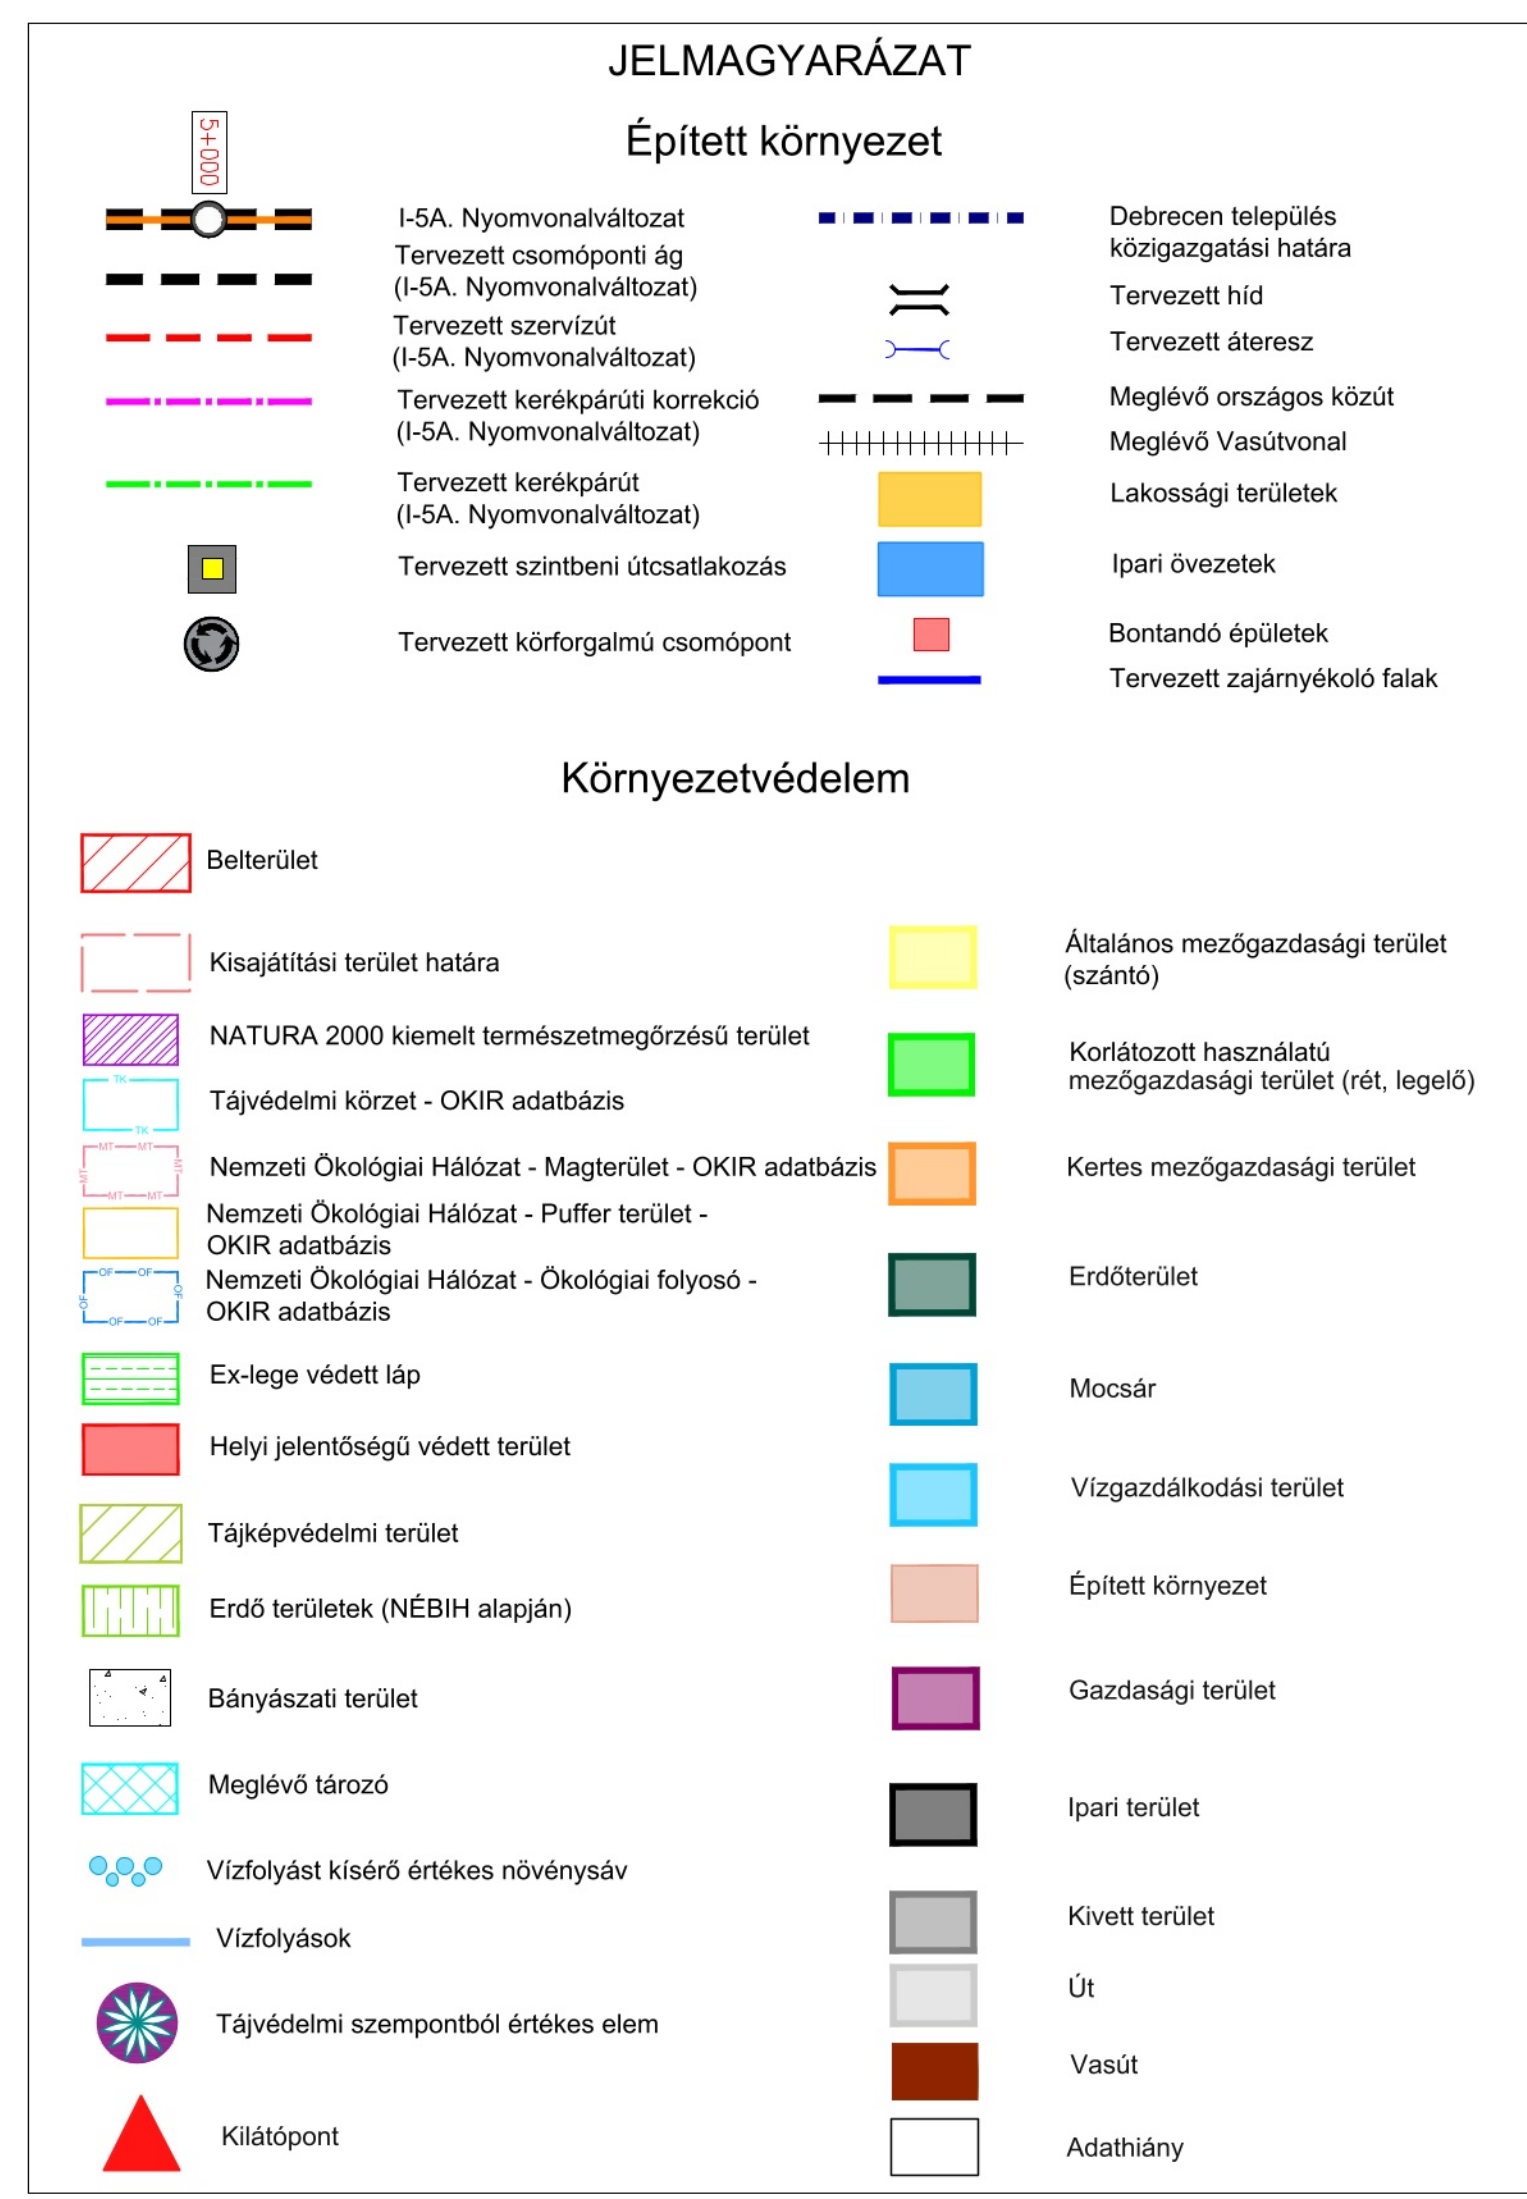 JELMAGYARÁZAT
Épített környezet
5+000
I-5A. Nyomvonalváltozat
Tervezett csomóponti ág
(I-5A. Nyomvonalváltozat)
Tervezett szervízút
(I-5A. Nyomvonalváltozat)
Tervezett kerékpárúti korrekció
(I-5A. Nyomvonalváltozat)
Tervezett kerékpárút
(I-5A. Nyomvonalváltozat)
Tervezett szintbeni útcsatlakozás
Tervezett körforgalmú csomópont
Debrecen település
közigazgatási határa
Tervezett híd
Tervezett áteresz
Meglévő országos közút
Meglévő Vasútvonal
Lakossági területek
Ipari övezetek
Bontandó épületek
Tervezett zajárnyékoló falak
Környezetvédelem
Belterület
Kisajátítási terület határa
NATURA 2000 kiemelt természetmegőrzésű terület
TK
TK
Tájvédelmi körzet - OKIR adatbázis
MT MT
MT MT
MT MT
Nemzeti Ökológiai Hálózat - Magterület - OKIR adatbázis
Nemzeti Ökológiai Hálózat - Puffer terület -
OKIR adatbázis
OF OF
OF OF
OF OF
Nemzeti Ökológiai Hálózat - Ökológiai folyosó -
OKIR adatbázis
Ex-lege védett láp
Helyi jelentőségű védett terület
Tájképvédelmi terület
Erdő területek (NÉBIH alapján)
Bányászati terület
Meglévő tározó
Vízfolyást kísérő értékes növénysáv
Vízfolyások
Tájvédelmi szempontból értékes elem
Kilátópont
Általános mezőgazdasági terület
(szántó)
Korlátozott használatú
mezőgazdasági terület (rét, legelő)
Kertes mezőgazdasági terület
Erdőterület
Mocsár
Vízgazdálkodási terület
Épített környezet
Gazdasági terület
Ipari terület
Kivett terület
Út
Vasút
Adathiány